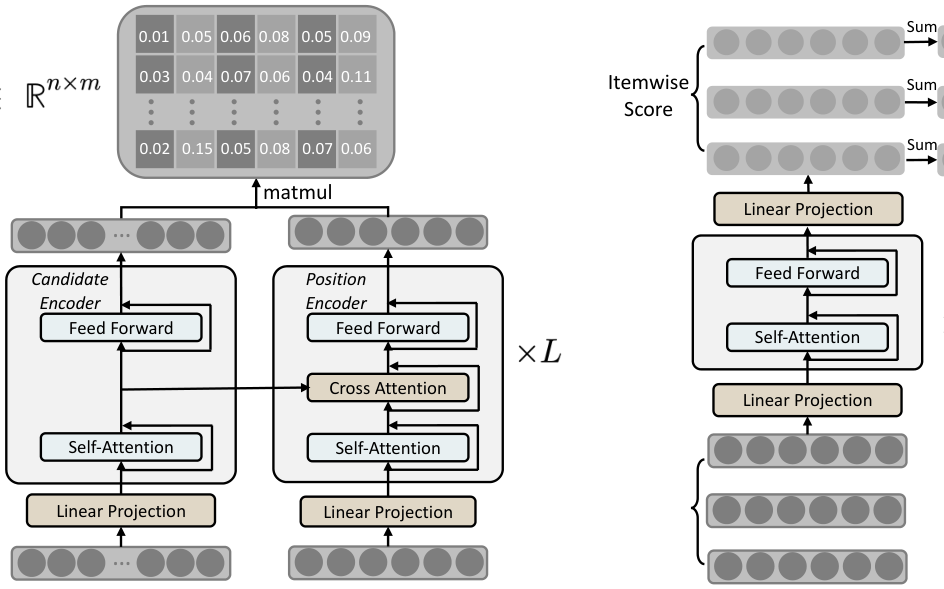 0.01 0.05 0.06 0.08 0.05 0.09
0.03 0.04 0.07 0.06 0.04 0.11
0.02 0.15 0.05 0.08 0.07 0.06
ℝ^{n×m}
matmul
...
Candidate
Encoder
Feed Forward
Self-Attention
Linear Projection
...
Position
Encoder
Feed Forward
Cross Attention
Self-Attention
Linear Projection
×L
Itemwise
Score
Sum
Sum
Sum
Linear Projection
Feed Forward
Self-Attention
Linear Projection